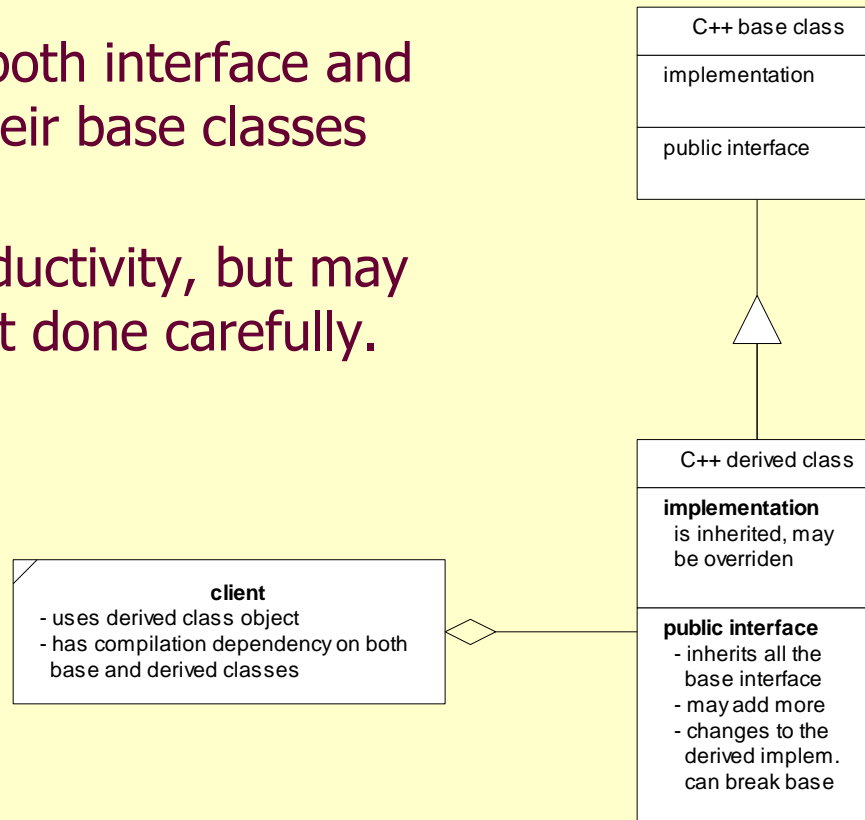 both interface and
eir base classes
ductivity, but may
t done carefully.
C++ base class
implementation
public interface
C++ derived class
implementation
is inherited, may
be overriden
public interface
- inherits all the
base interface
- may add more
- changes to the
derived implem.
can break base
client
- uses derived class object
- has compilation dependency on both
base and derived classes